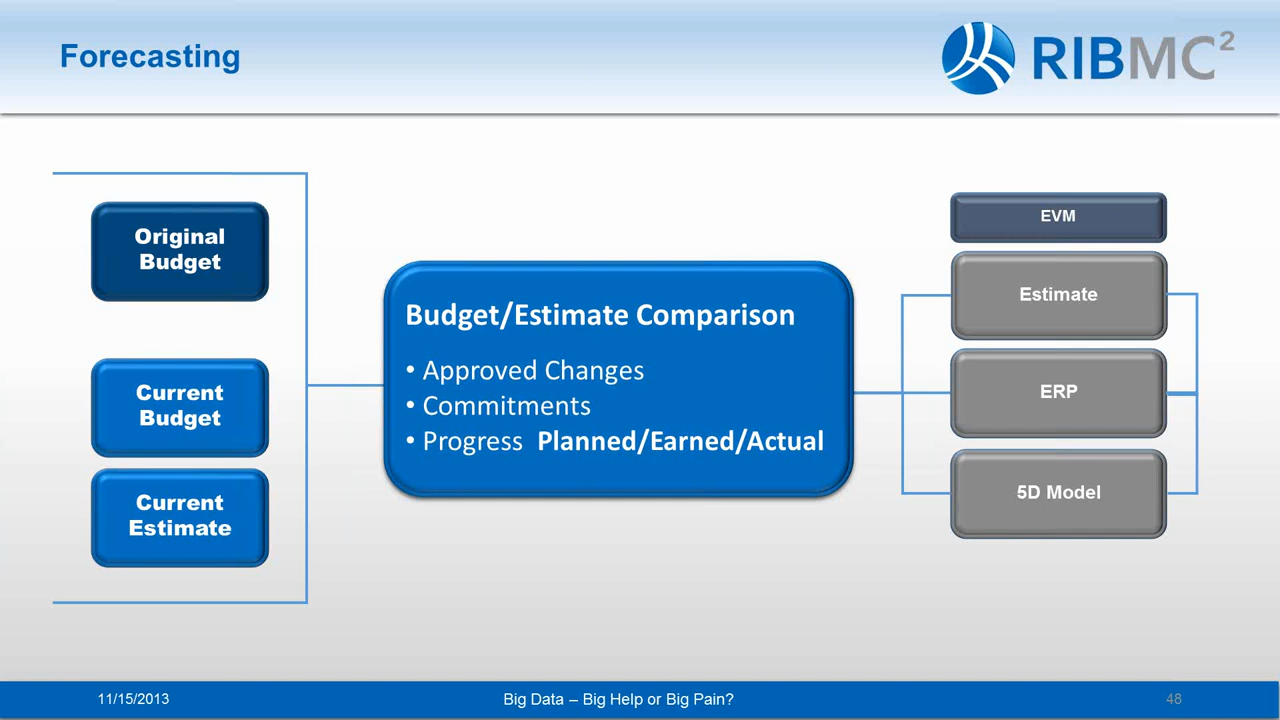 Forecasting
RIBMC²
Original
Budget
Current
Budget
Current
Estimate
Budget/Estimate Comparison
• Approved Changes
• Commitments
• Progress  Planned/Earned/Actual
EVM
Estimate
ERP
5D Model
11/15/2013
Big Data – Big Help or Big Pain?
48